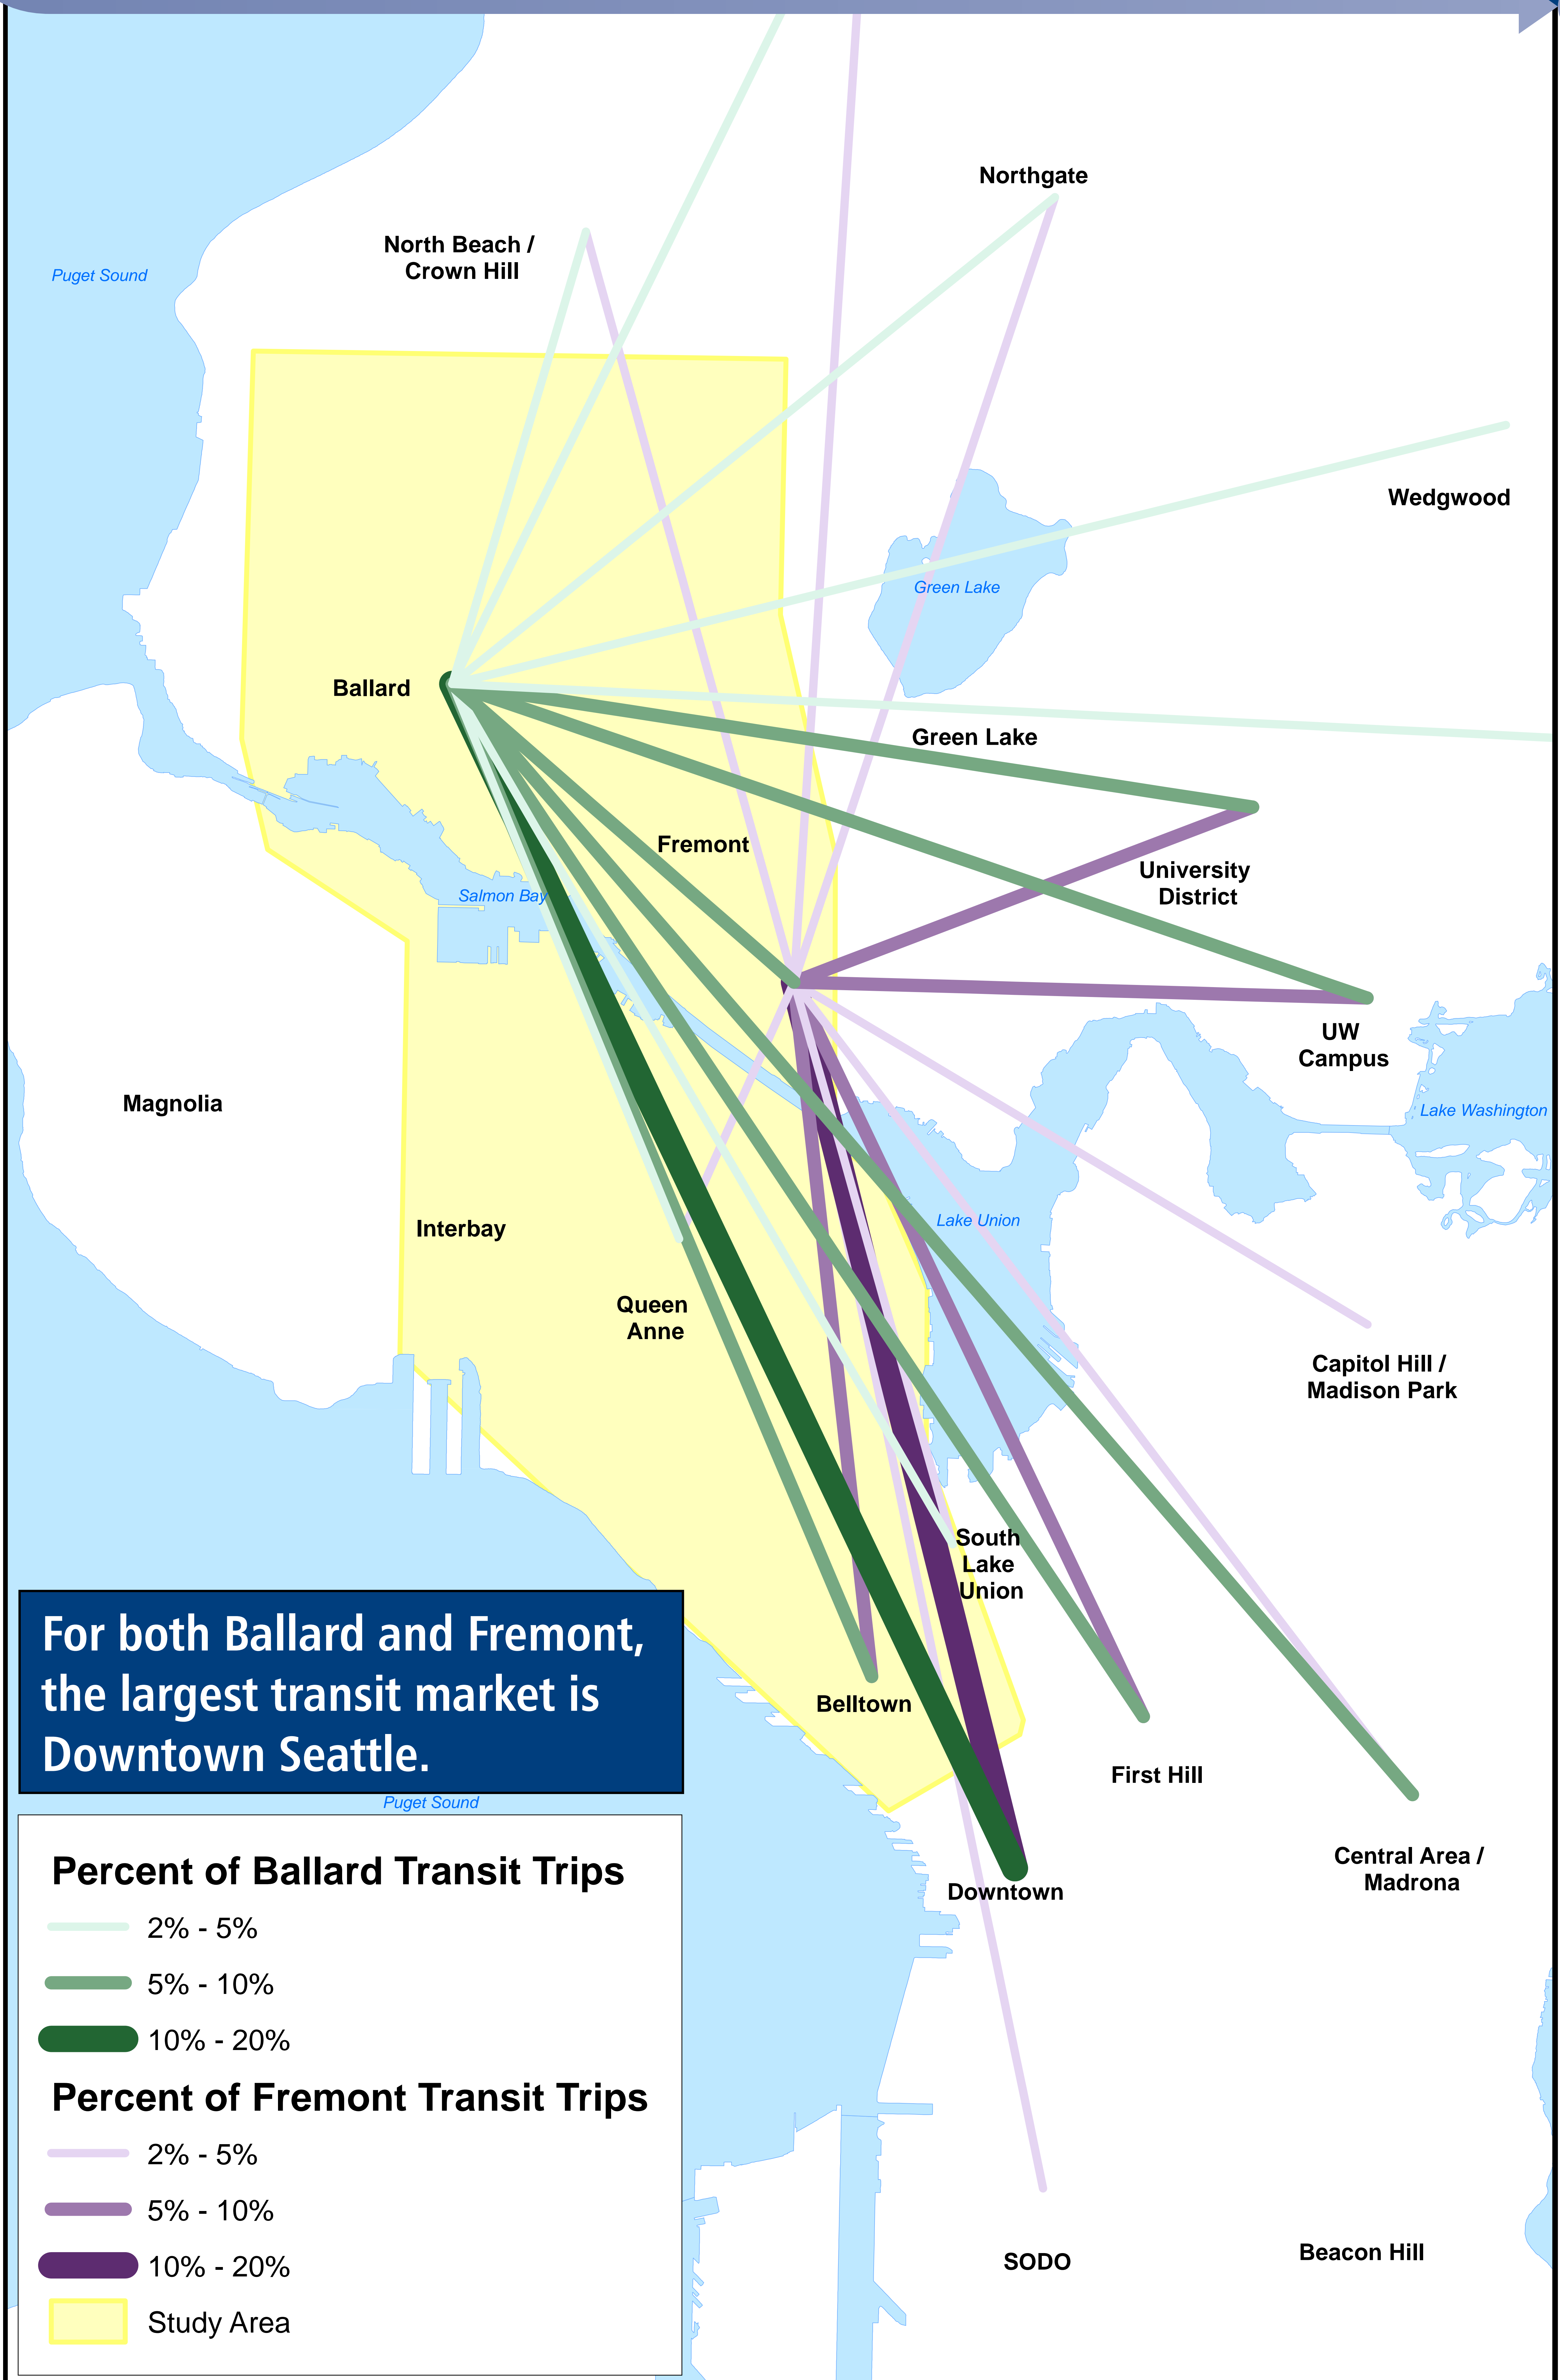 Northgate
North Beach /
Crown Hill
Puget Sound
Wedgwood
Green Lake
Ballard
Green Lake
Fremont
University
District
Salmon Bay
UW
Campus
Magnolia
Lake Washington
Lake Union
Interbay
Queen
Anne
Capitol Hill /
Madison Park
South
Lake
Union
For both Ballard and Fremont,
the largest transit market is
Downtown Seattle.
Belltown
First Hill
Puget Sound
Central Area /
Madrona
Downtown
Percent of Ballard Transit Trips
2% - 5%
5% - 10%
10% - 20%
Percent of Fremont Transit Trips
2% - 5%
5% - 10%
10% - 20%
Study Area
SODO
Beacon Hill